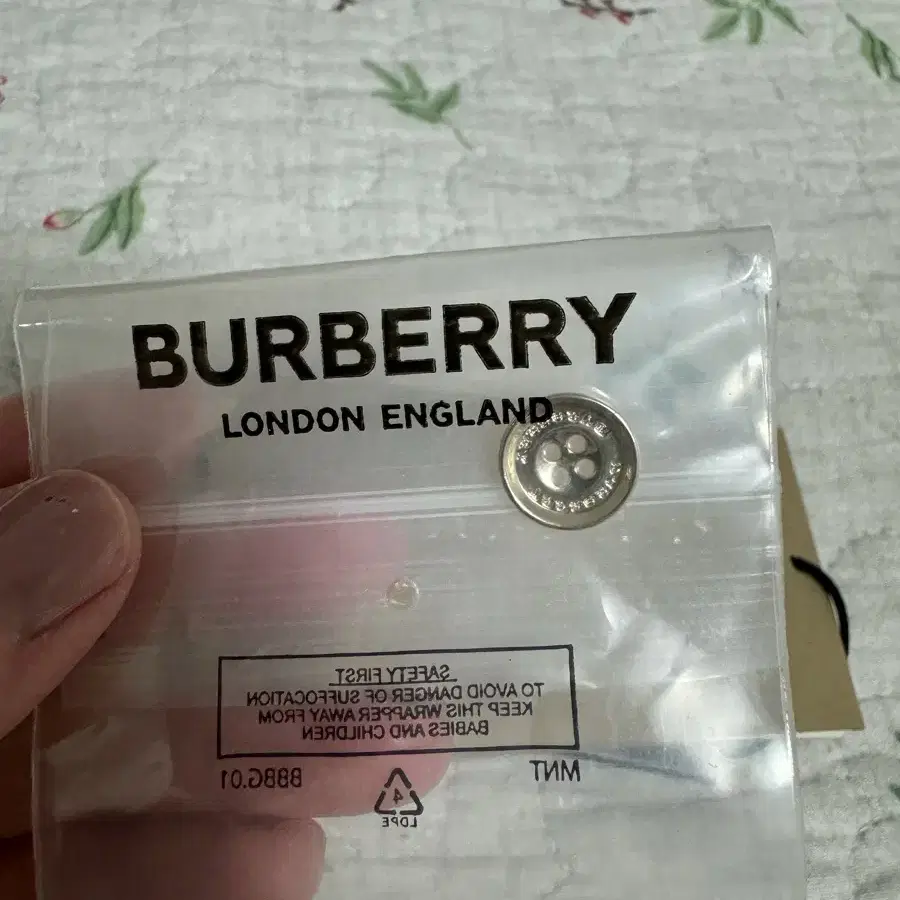 BURBERRY
LONDON ENGLAND
SAFETY FIRST
TO AVOID DANGER OF SUFFOCATION
KEEP THIS WRAPPER AWAY FROM
BABIES AND CHILDREN
MNT
BBBG.01
4
LDPE